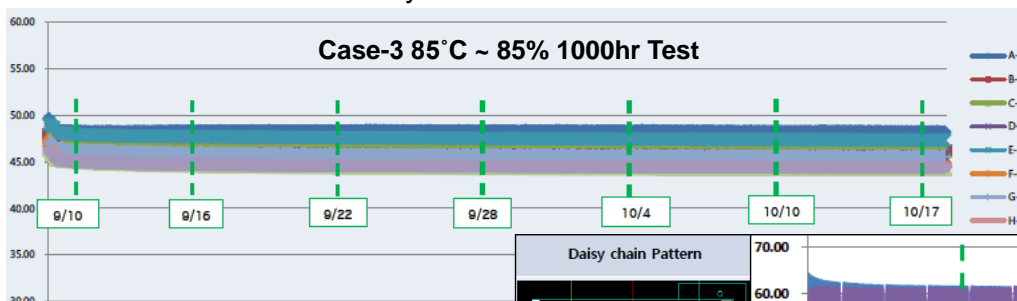 60.00
Case-3 85˚C ~ 85% 1000hr Test
55.00
50.00
45.00
40.00
35.00
30.00
9/10
9/16
9/22
9/28
10/4
10/10
10/17
A-
B-
C-
D-
E-
F-
G-
H-
Daisy chain Pattern
70.00
60.00